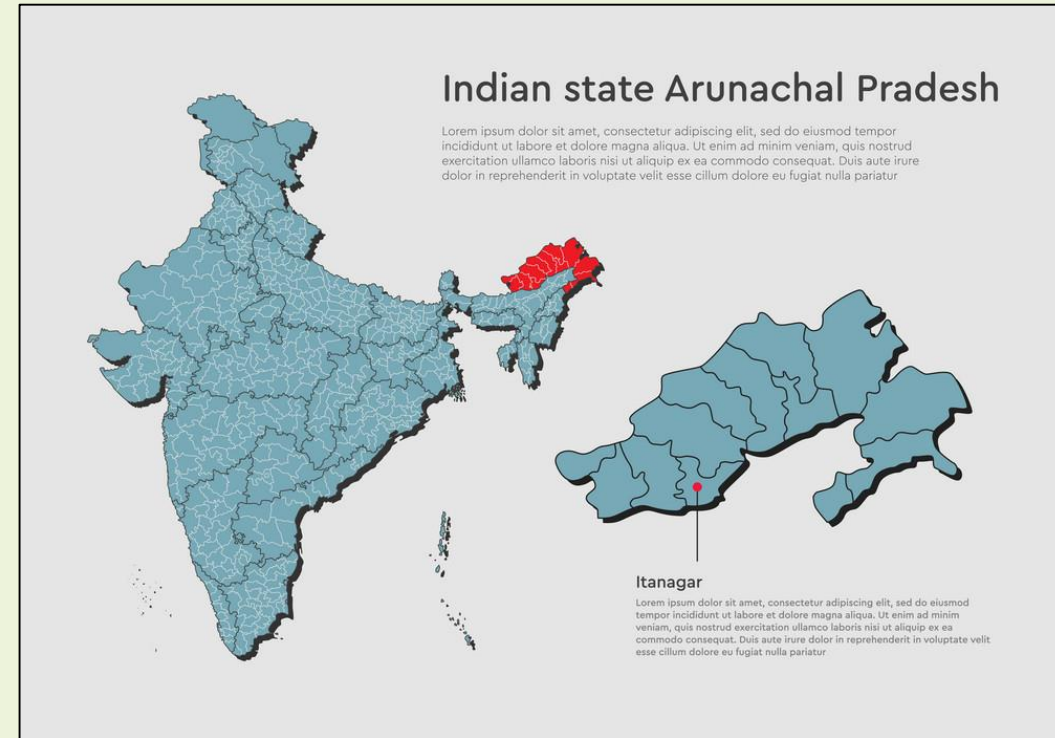 Indian state Arunachal Pradesh
Lorem ipsum dolor sit amet, consectetur adipiscing elit, sed do eiusmod tempor
incididunt ut labore et dolore magna aliqua. Ut enim ad minim veniam, quis nostrud
exercitation ullamco laboris nisi ut aliquip ex ea commodo consequat. Duis aute irure
dolor in reprehenderit in voluptate velit esse cillum dolore eu fugiat nulla pariatur
Itanagar
Lorem ipsum dolor sit amet, consectetur adipiscing elit, sed do eiusmod
tempor incididunt ut labore et dolore magna aliqua. Ut enim ad minim
veniam, quis nostrud exercitation ullamco laboris nisi ut aliquip ex ea
commodo consequat. Duis aute irure dolor in reprehenderit in voluptate velit
esse cillum dolore eu fugiat nulla pariatur